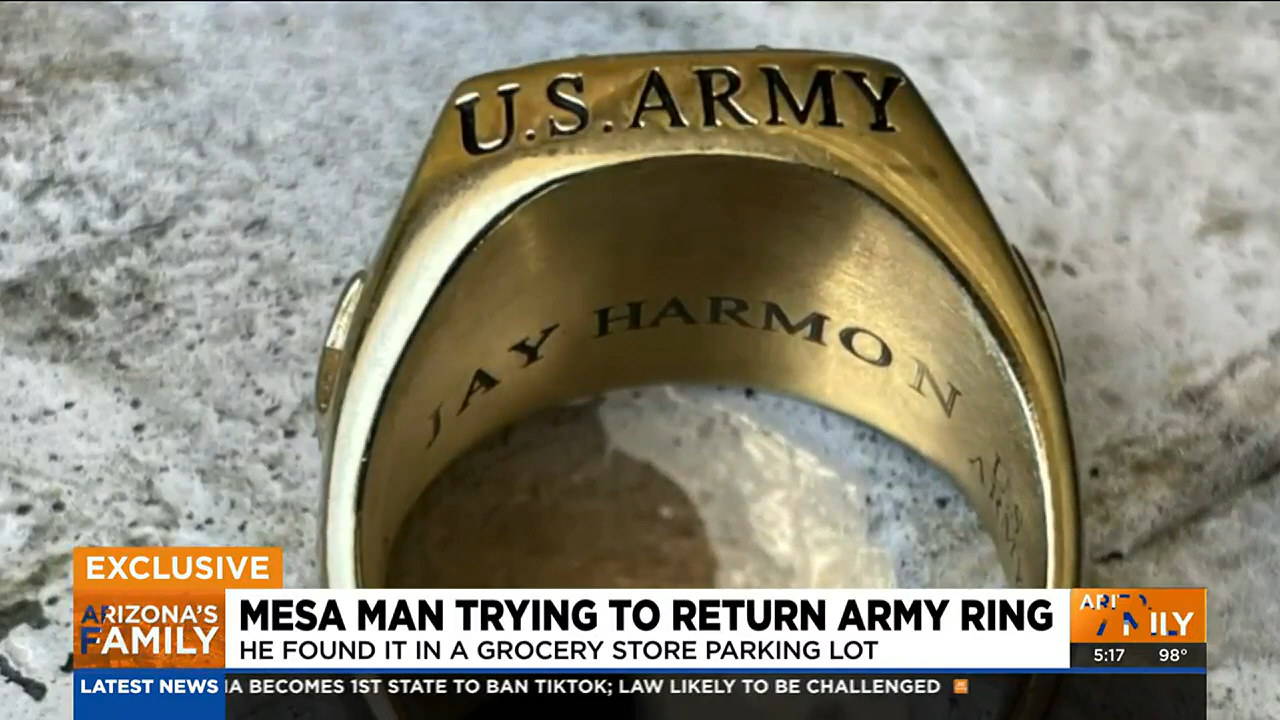 U.S. ARMY
JAY HARMON
EXCLUSIVE
ARIZONA'S
FAMILY
MESA MAN TRYING TO RETURN ARMY RING
HE FOUND IT IN A GROCERY STORE PARKING LOT
5:17 98°
LATEST NEWS
BECOMES 1ST STATE TO BAN TIKTOK; LAW LIKELY TO BE CHALLENGED